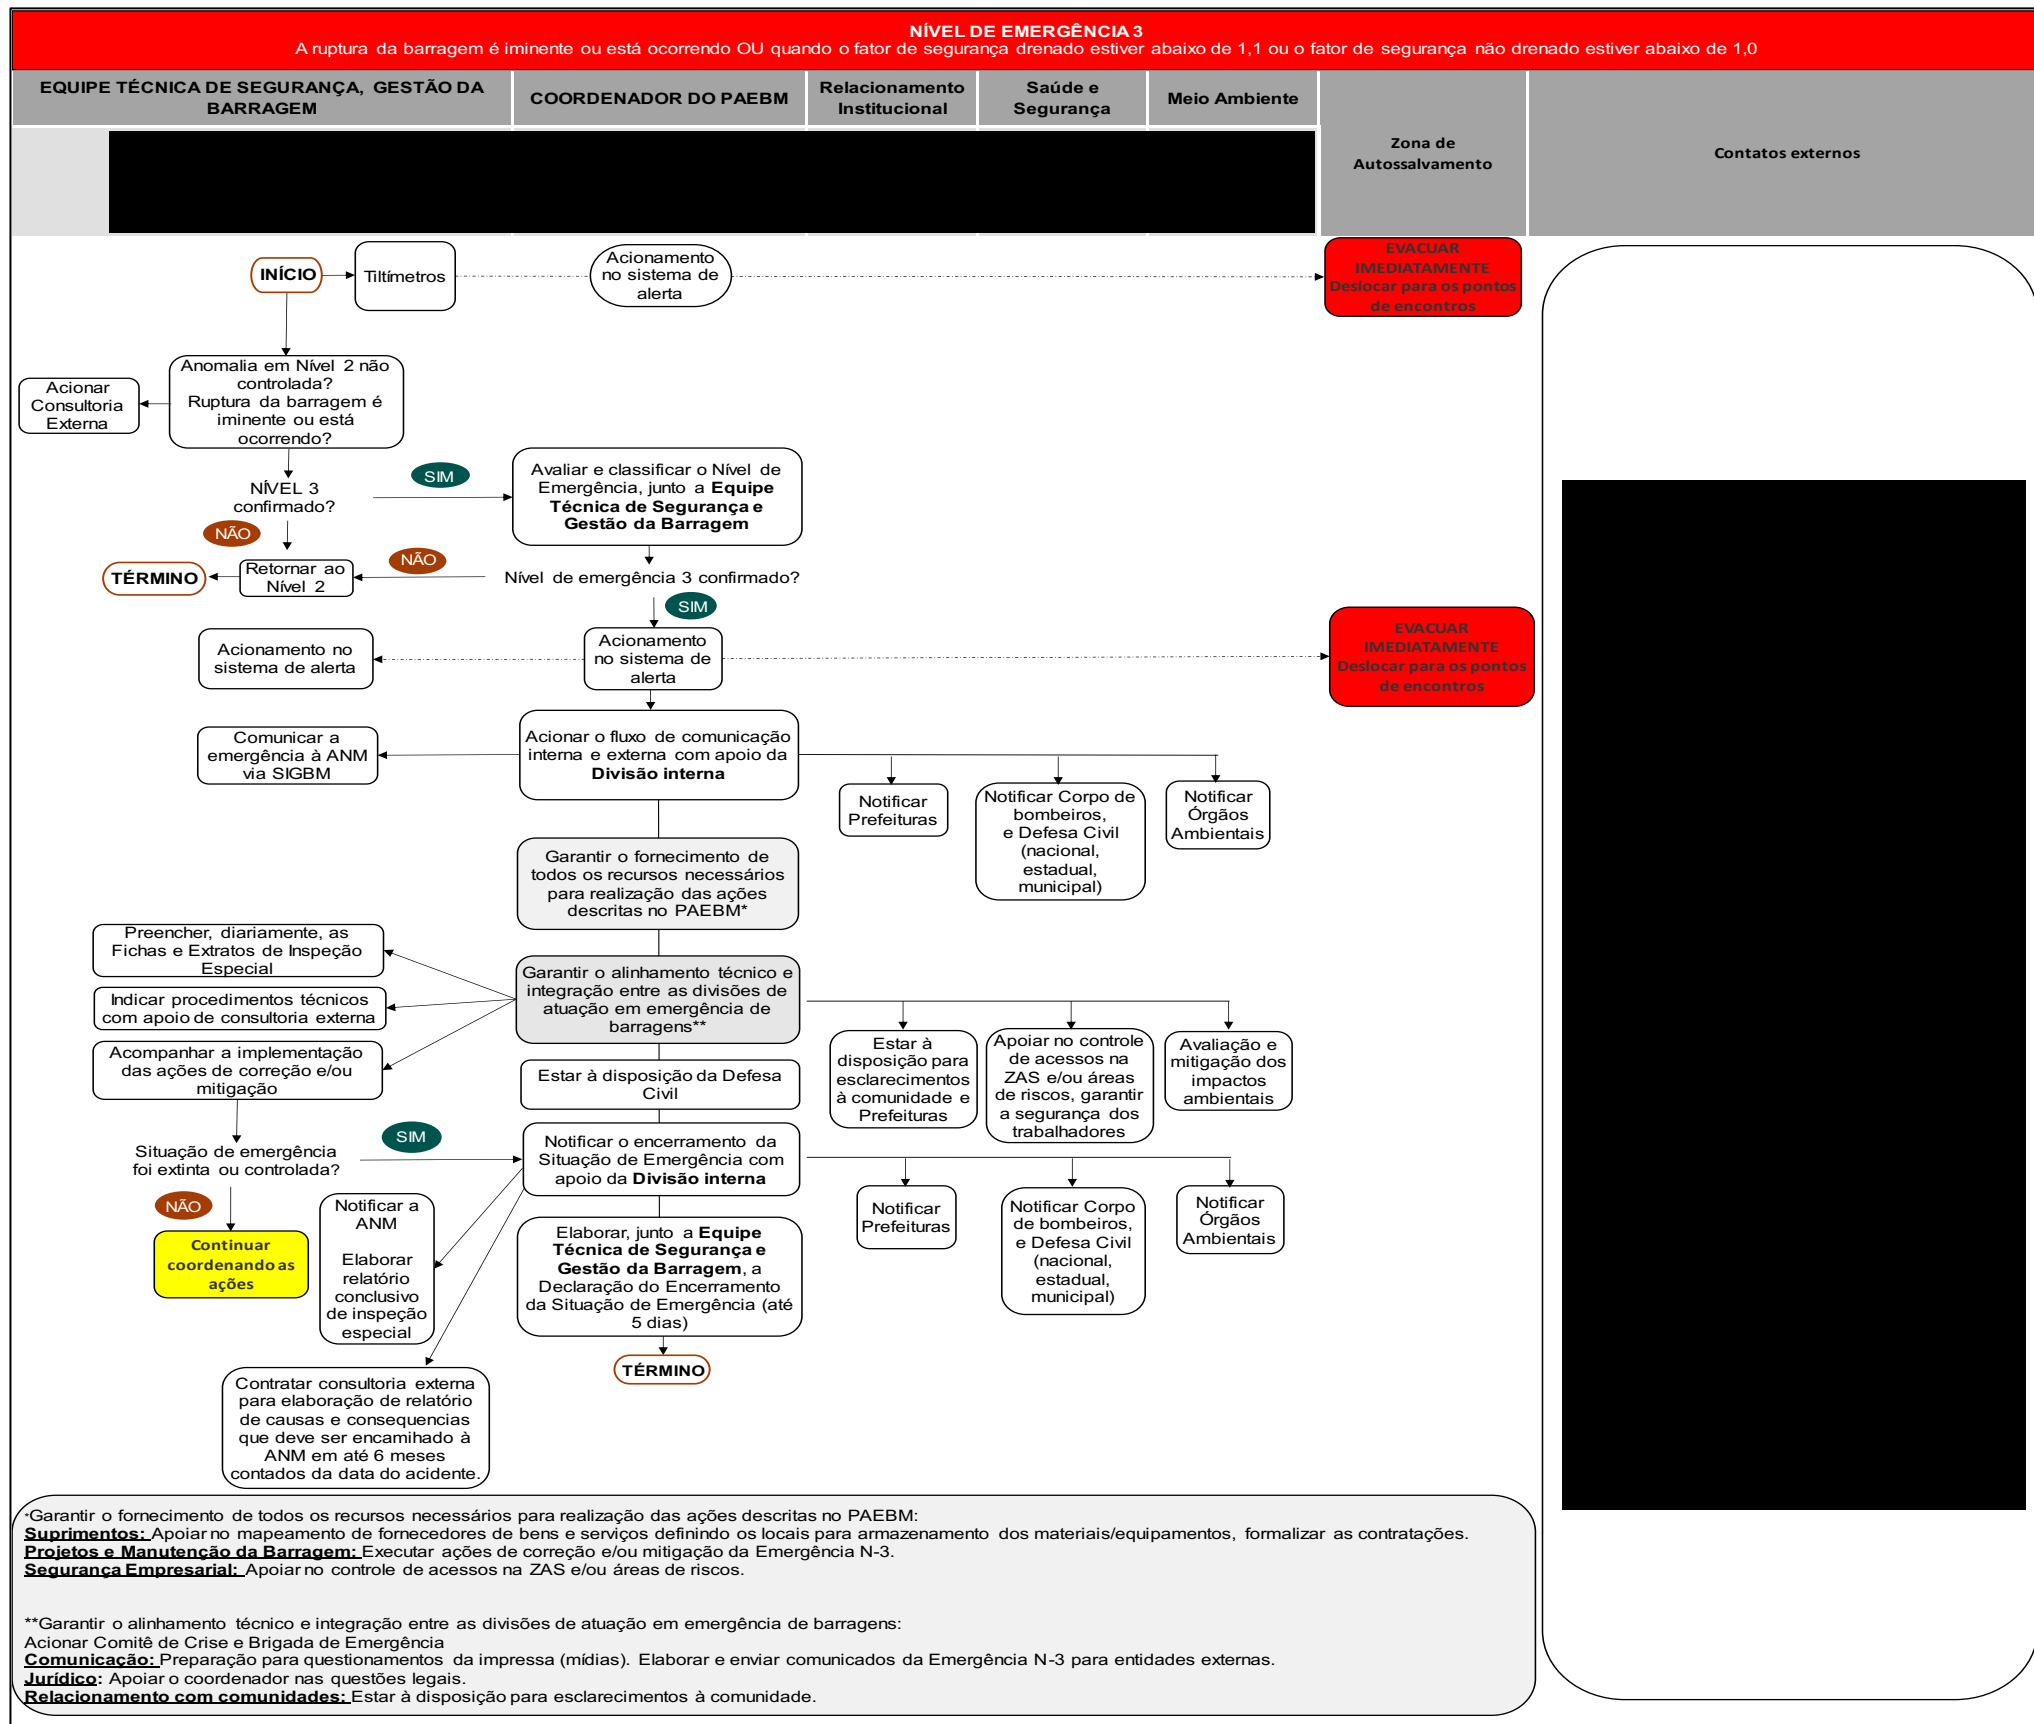 NÍVEL DE EMERGÊNCIA 3
A ruptura da barragem é iminente ou está ocorrendo OU quando o fator de segurança drenado estiver abaixo de 1,1 ou o fator de segurança não drenado estiver abaixo de 1,0
EQUIPE TÉCNICA DE SEGURANÇA, GESTÃO DA
BARRAGEM
COORDENADOR DO PAEBM
Relacionamento
Institucional
Saúde e
Segurança
Meio Ambiente
Zona de
Autossalvamento
Contatos externos
INÍCIO
Tiltímetros
Acionamento
no sistema de
alerta
EVACUAR
IMEDIATAMENTE
Deslocar para os pontos
de encontros
Anomalia em Nível 2 não
controlada?
Ruptura da barragem é
iminente ou está
ocorrendo?
Acionar
Consultoria
Externa
NÍVEL 3
confirmado?
SIM
Avaliar e classificar o Nível de
Emergência, junto a Equipe
Técnica de Segurança e
Gestão da Barragem
NÃO
TÉRMINO
Retornar ao
Nível 2
NÃO
Nível de emergência 3 confirmado?
SIM
Acionamento no
sistema de alerta
Acionamento
no sistema de
alerta
EVACUAR
IMEDIATAMENTE
Deslocar para os pontos
de encontros
Comunicar a
emergência à ANM
via SIGBM
Acionar o fluxo de comunicação
interna e externa com apoio da
Divisão interna
Notificar
Prefeituras
Notificar Corpo de
bombeiros,
e Defesa Civil
(nacional,
estadual,
municipal)
Notificar
Órgãos
Ambientais
Garantir o fornecimento de
todos os recursos necessários
para realização das ações
descritas no PAEBM*
Preencher, diariamente, as
Fichas e Extratos de Inspeção
Especial
Indicar procedimentos técnicos
com apoio de consultoria externa
Acompanhar a implementação
das ações de correção e/ou
mitigação
Garantir o alinhamento técnico e
integração entre as divisões de
atuação em emergência de
barragens**
Estar à
disposição para
esclarecimentos
à comunidade e
Prefeituras
Apoiar no controle
de acessos na
ZAS e/ou áreas
de riscos, garantir
a segurança dos
trabalhadores
Avaliação e
mitigação dos
impactos
ambientais
Estar à disposição da Defesa
Civil
Situação de emergência
foi extinta ou controlada?
SIM
Notificar o encerramento da
Situação de Emergência com
apoio da Divisão interna
NÃO
Continuar
coordenando as
ações
Notificar a
ANM
Elaborar
relatório
conclusivo
de inspeção
especial
Notificar
Prefeituras
Notificar Corpo
de bombeiros,
e Defesa Civil
(nacional,
estadual,
municipal)
Notificar
Órgãos
Ambientais
Elaborar, junto a Equipe
Técnica de Segurança e
Gestão da Barragem, a
Declaração do Encerramento
da Situação de Emergência (até
5 dias)
TÉRMINO
Contratar consultoria externa
para elaboração de relatório
de causas e consequencias
que deve ser encamihado à
ANM em até 6 meses
contados da data do acidente.
*Garantir o fornecimento de todos os recursos necessários para realização das ações descritas no PAEBM:
Suprimentos: Apoiar no mapeamento de fornecedores de bens e serviços definindo os locais para armazenamento dos materiais/equipamentos, formalizar as contratações.
Projetos e Manutenção da Barragem: Executar ações de correção e/ou mitigação da Emergência N-3.
Segurança Empresarial: Apoiar no controle de acessos na ZAS e/ou áreas de riscos.
**Garantir o alinhamento técnico e integração entre as divisões de atuação em emergência de barragens:
Acionar Comitê de Crise e Brigada de Emergência
Comunicação: Preparação para questionamentos da impressa (mídias). Elaborar e enviar comunicados da Emergência N-3 para entidades externas.
Jurídico: Apoiar o coordenador nas questões legais.
Relacionamento com comunidades: Estar à disposição para esclarecimentos à comunidade.